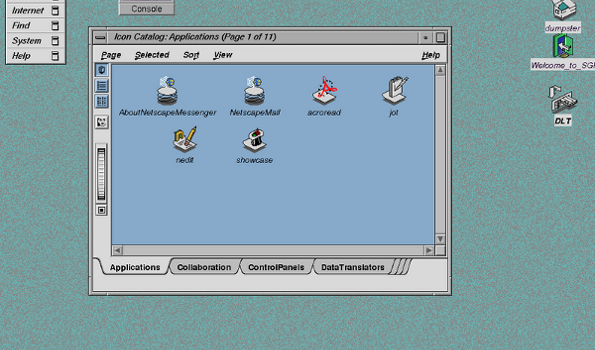 Internet
Find
System
Help
Console
Icon Catalog: Applications (Page 1 of 11)
Page Selected Sort View Help
AboutNetscapeMessenger NetscapeMail acroread jot
nedit showcase
Applications Collaboration ControlPanels DataTranslators
dumpster
Welcome_to_SGI
DLT